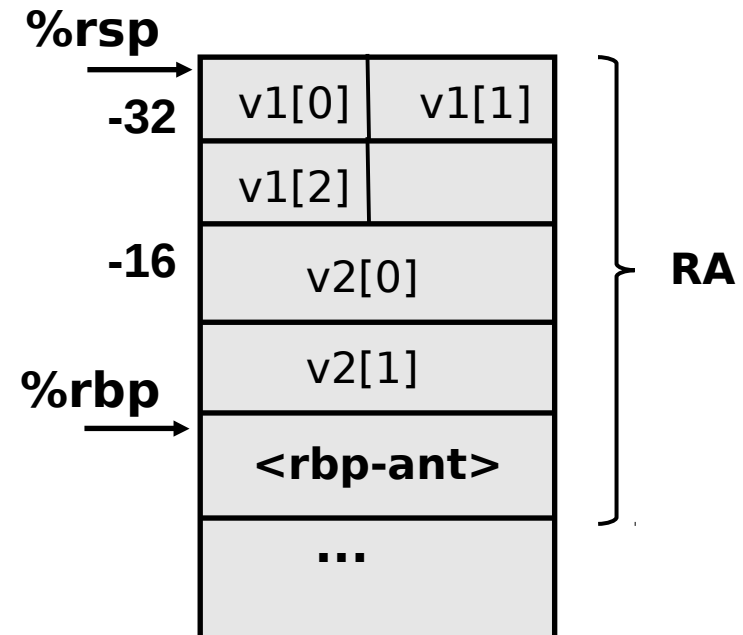 %rsp
v1[0] v1[1]
-32
v1[2]
-16
v2[0]
RA
v2[1]
%rbp
<rbp-ant>
...